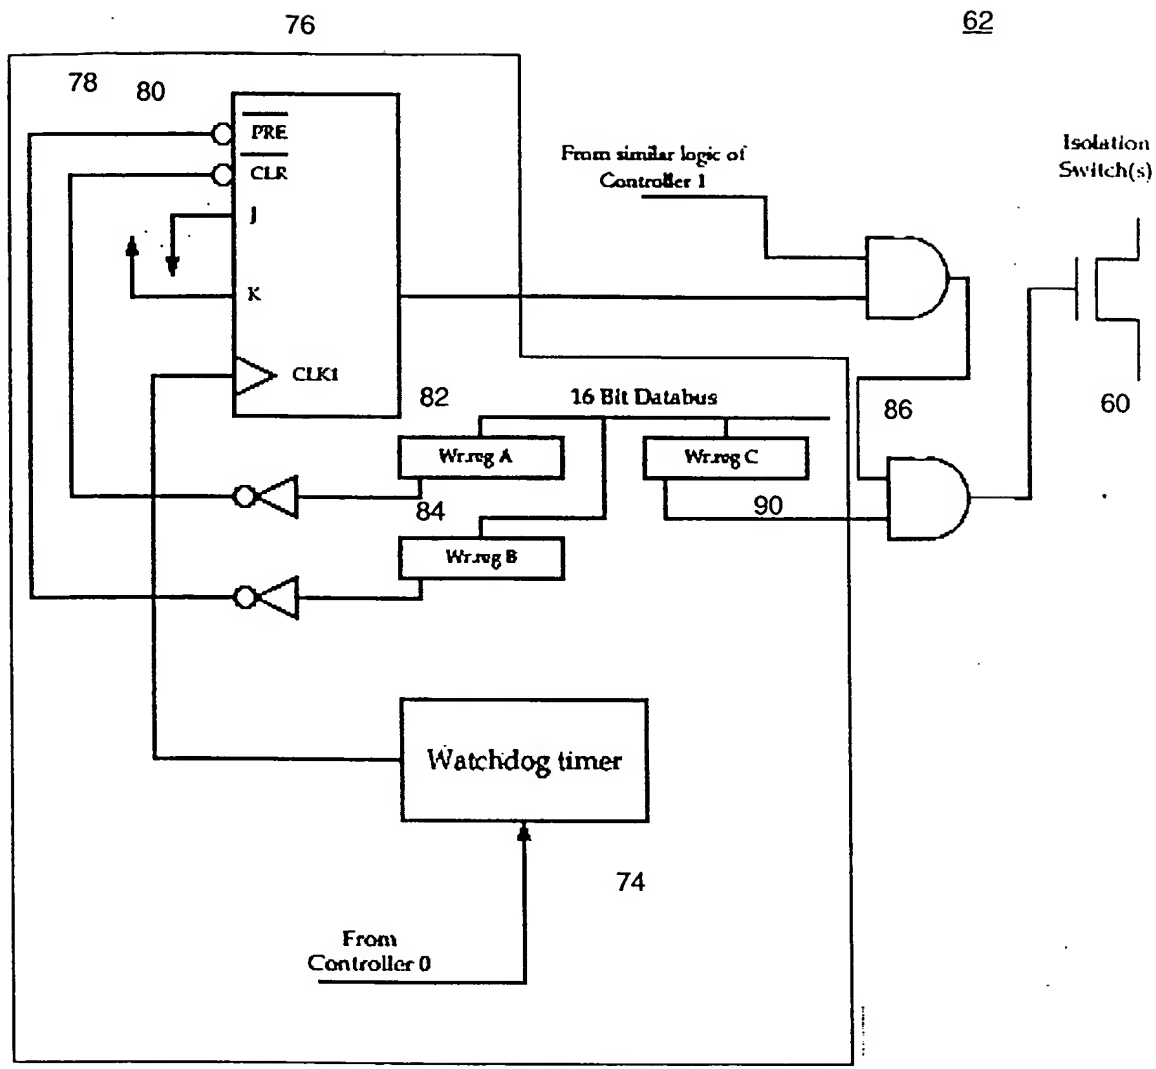 76
62
78
80
PRE
CLR
J
K
CLK1
From similar logic of
Controller 1
Isolation
Switch(s)
82
16 Bit Databus
86
60
Wr.reg A
Wr.reg C
84
90
Wr.reg B
Watchdog timer
74
From
Controller 0